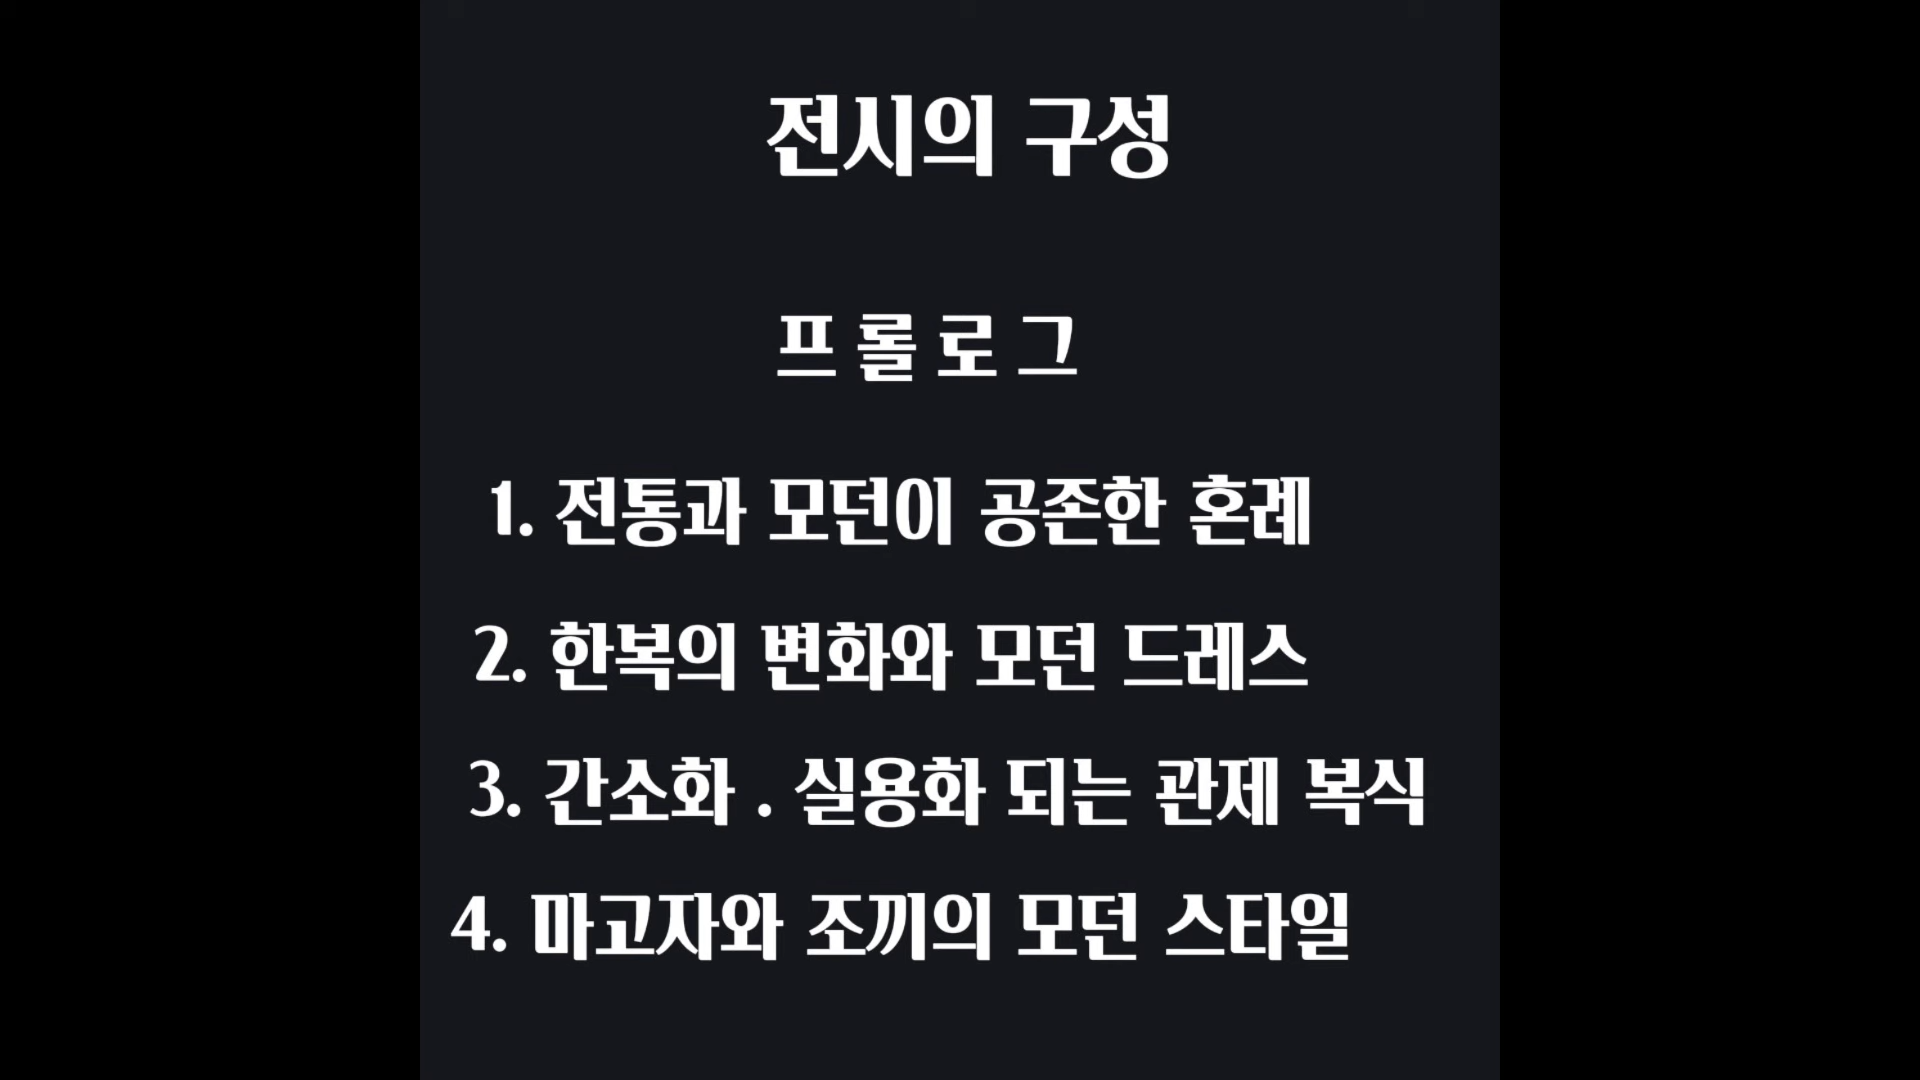 전시의 구성
프롤로그
1. 전통과 모던이 공존한 혼례
2. 한복의 변화와 모던 드레스
3. 간소화 . 실용화 되는 관제 복식
4. 마고자와 조끼의 모던 스타일